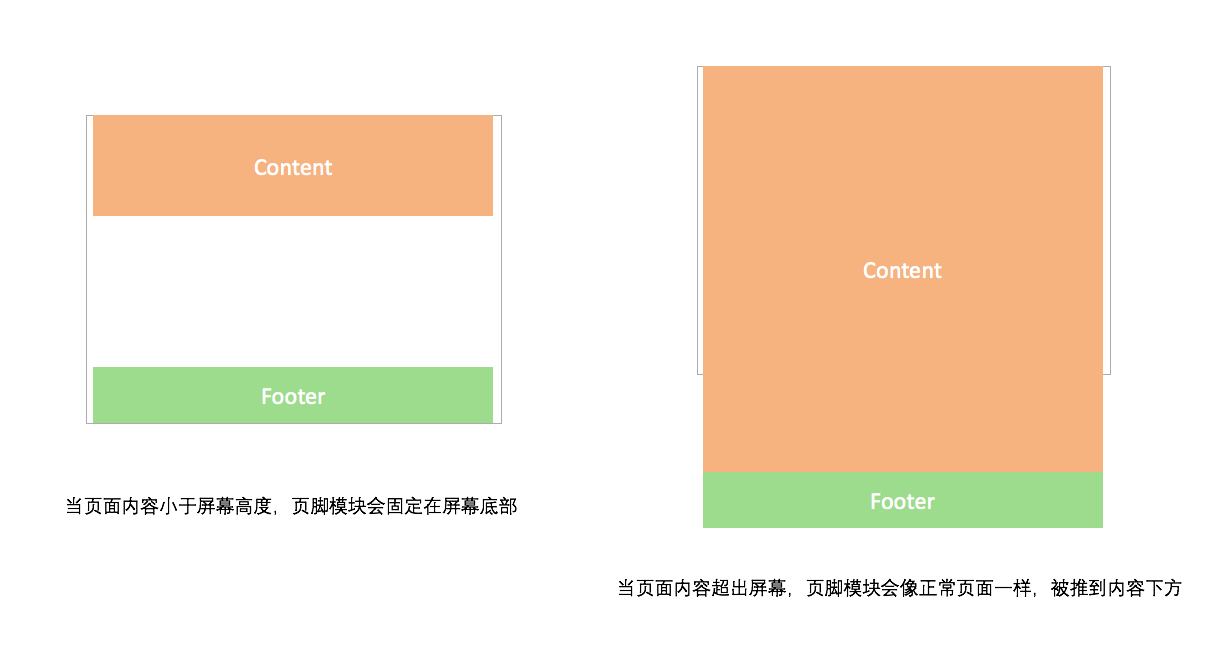 Content
Footer
当页面内容小于屏幕高度，页脚模块会固定在屏幕底部
Content
Footer
当页面内容超出屏幕，页脚模块会像正常页面一样，被推到内容下方